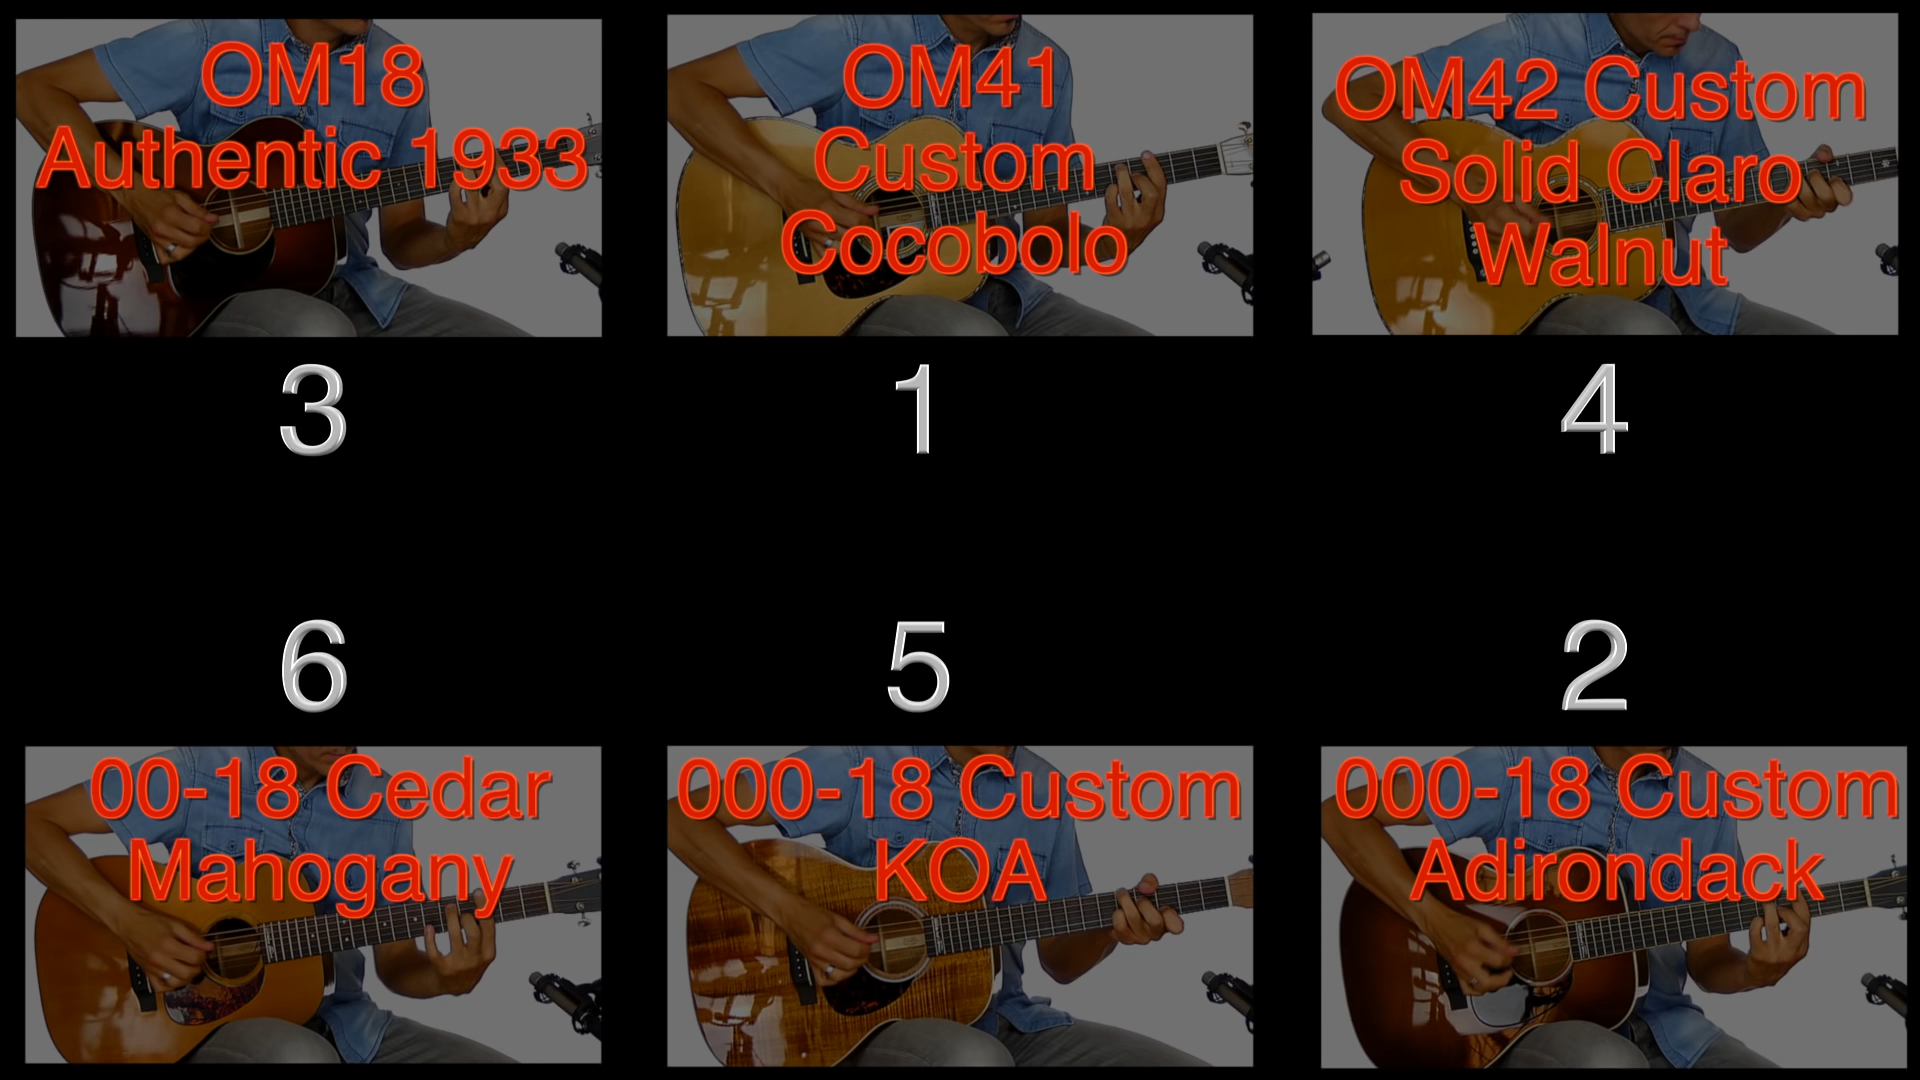 OM18
Authentic 1933
OM41
Custom
Cocobolo
OM42 Custom
Solid Claro
Walnut
3
1
4
6
5
2
00-18 Cedar
Mahogany
000-18 Custom
KOA
000-18 Custom
Adirondack